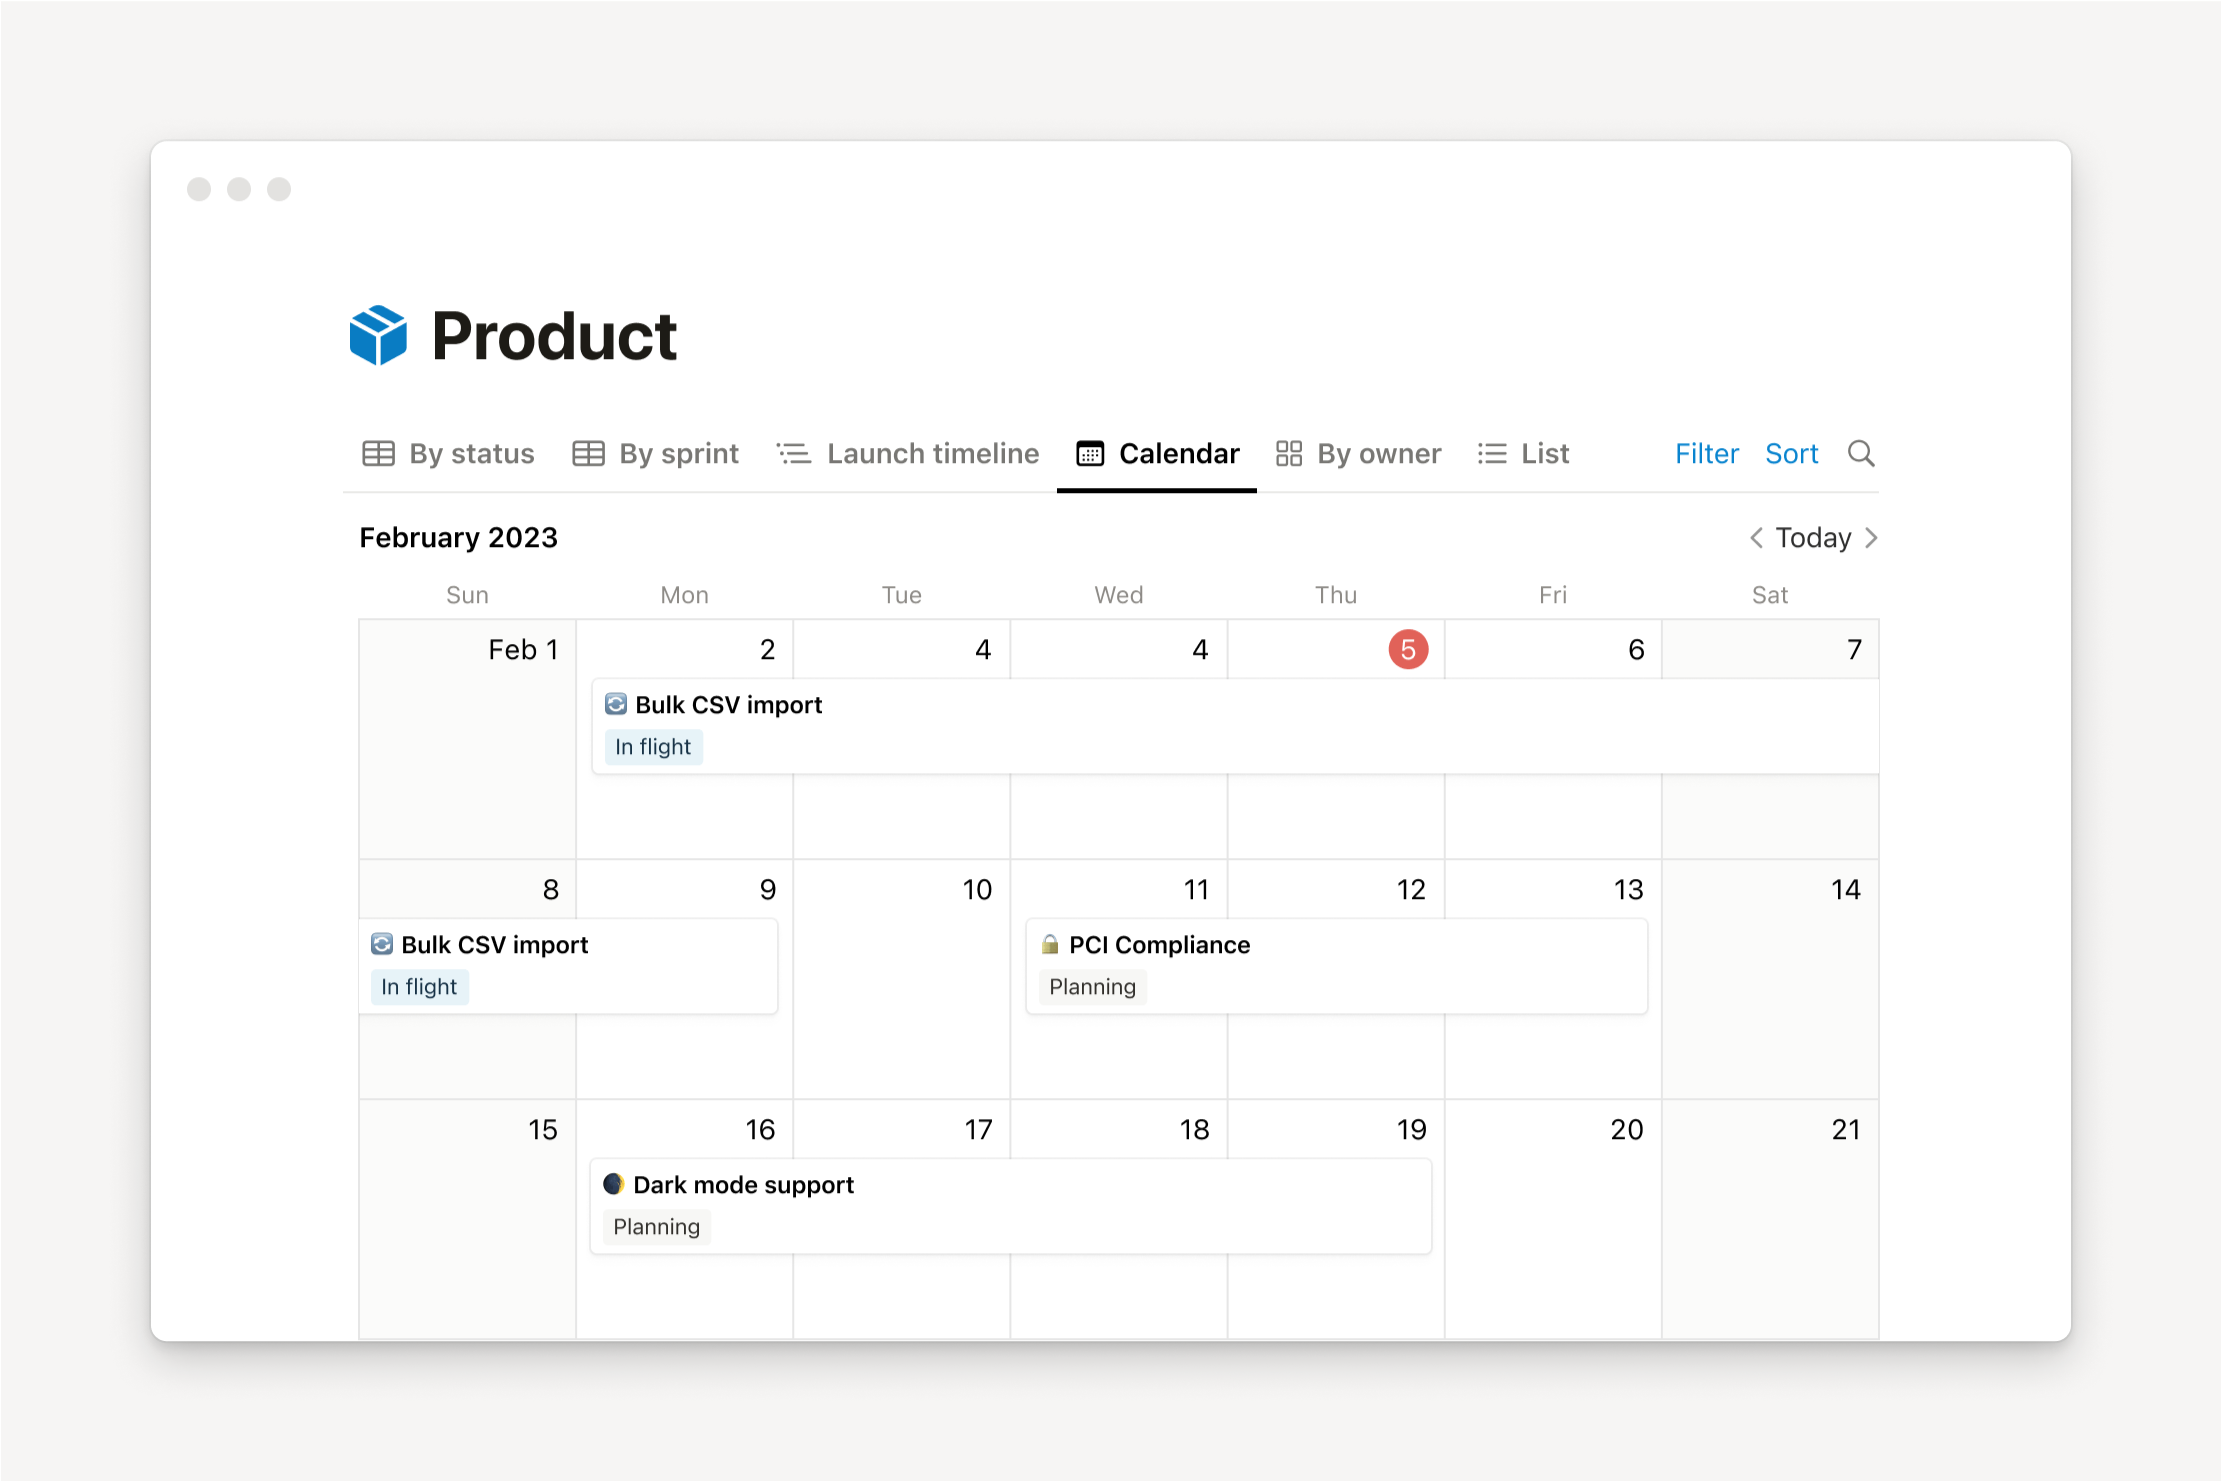 Product
By status By sprint Launch timeline Calendar By owner List Filter Sort
February 2023 Today
Sun Mon Tue Wed Thu Fri Sat
Feb 1 2 4 4 5 6 7
Bulk CSV import
In flight
8 9 10 11 12 13 14
Bulk CSV import PCI Compliance
In flight Planning
15 16 17 18 19 20 21
Dark mode support
Planning